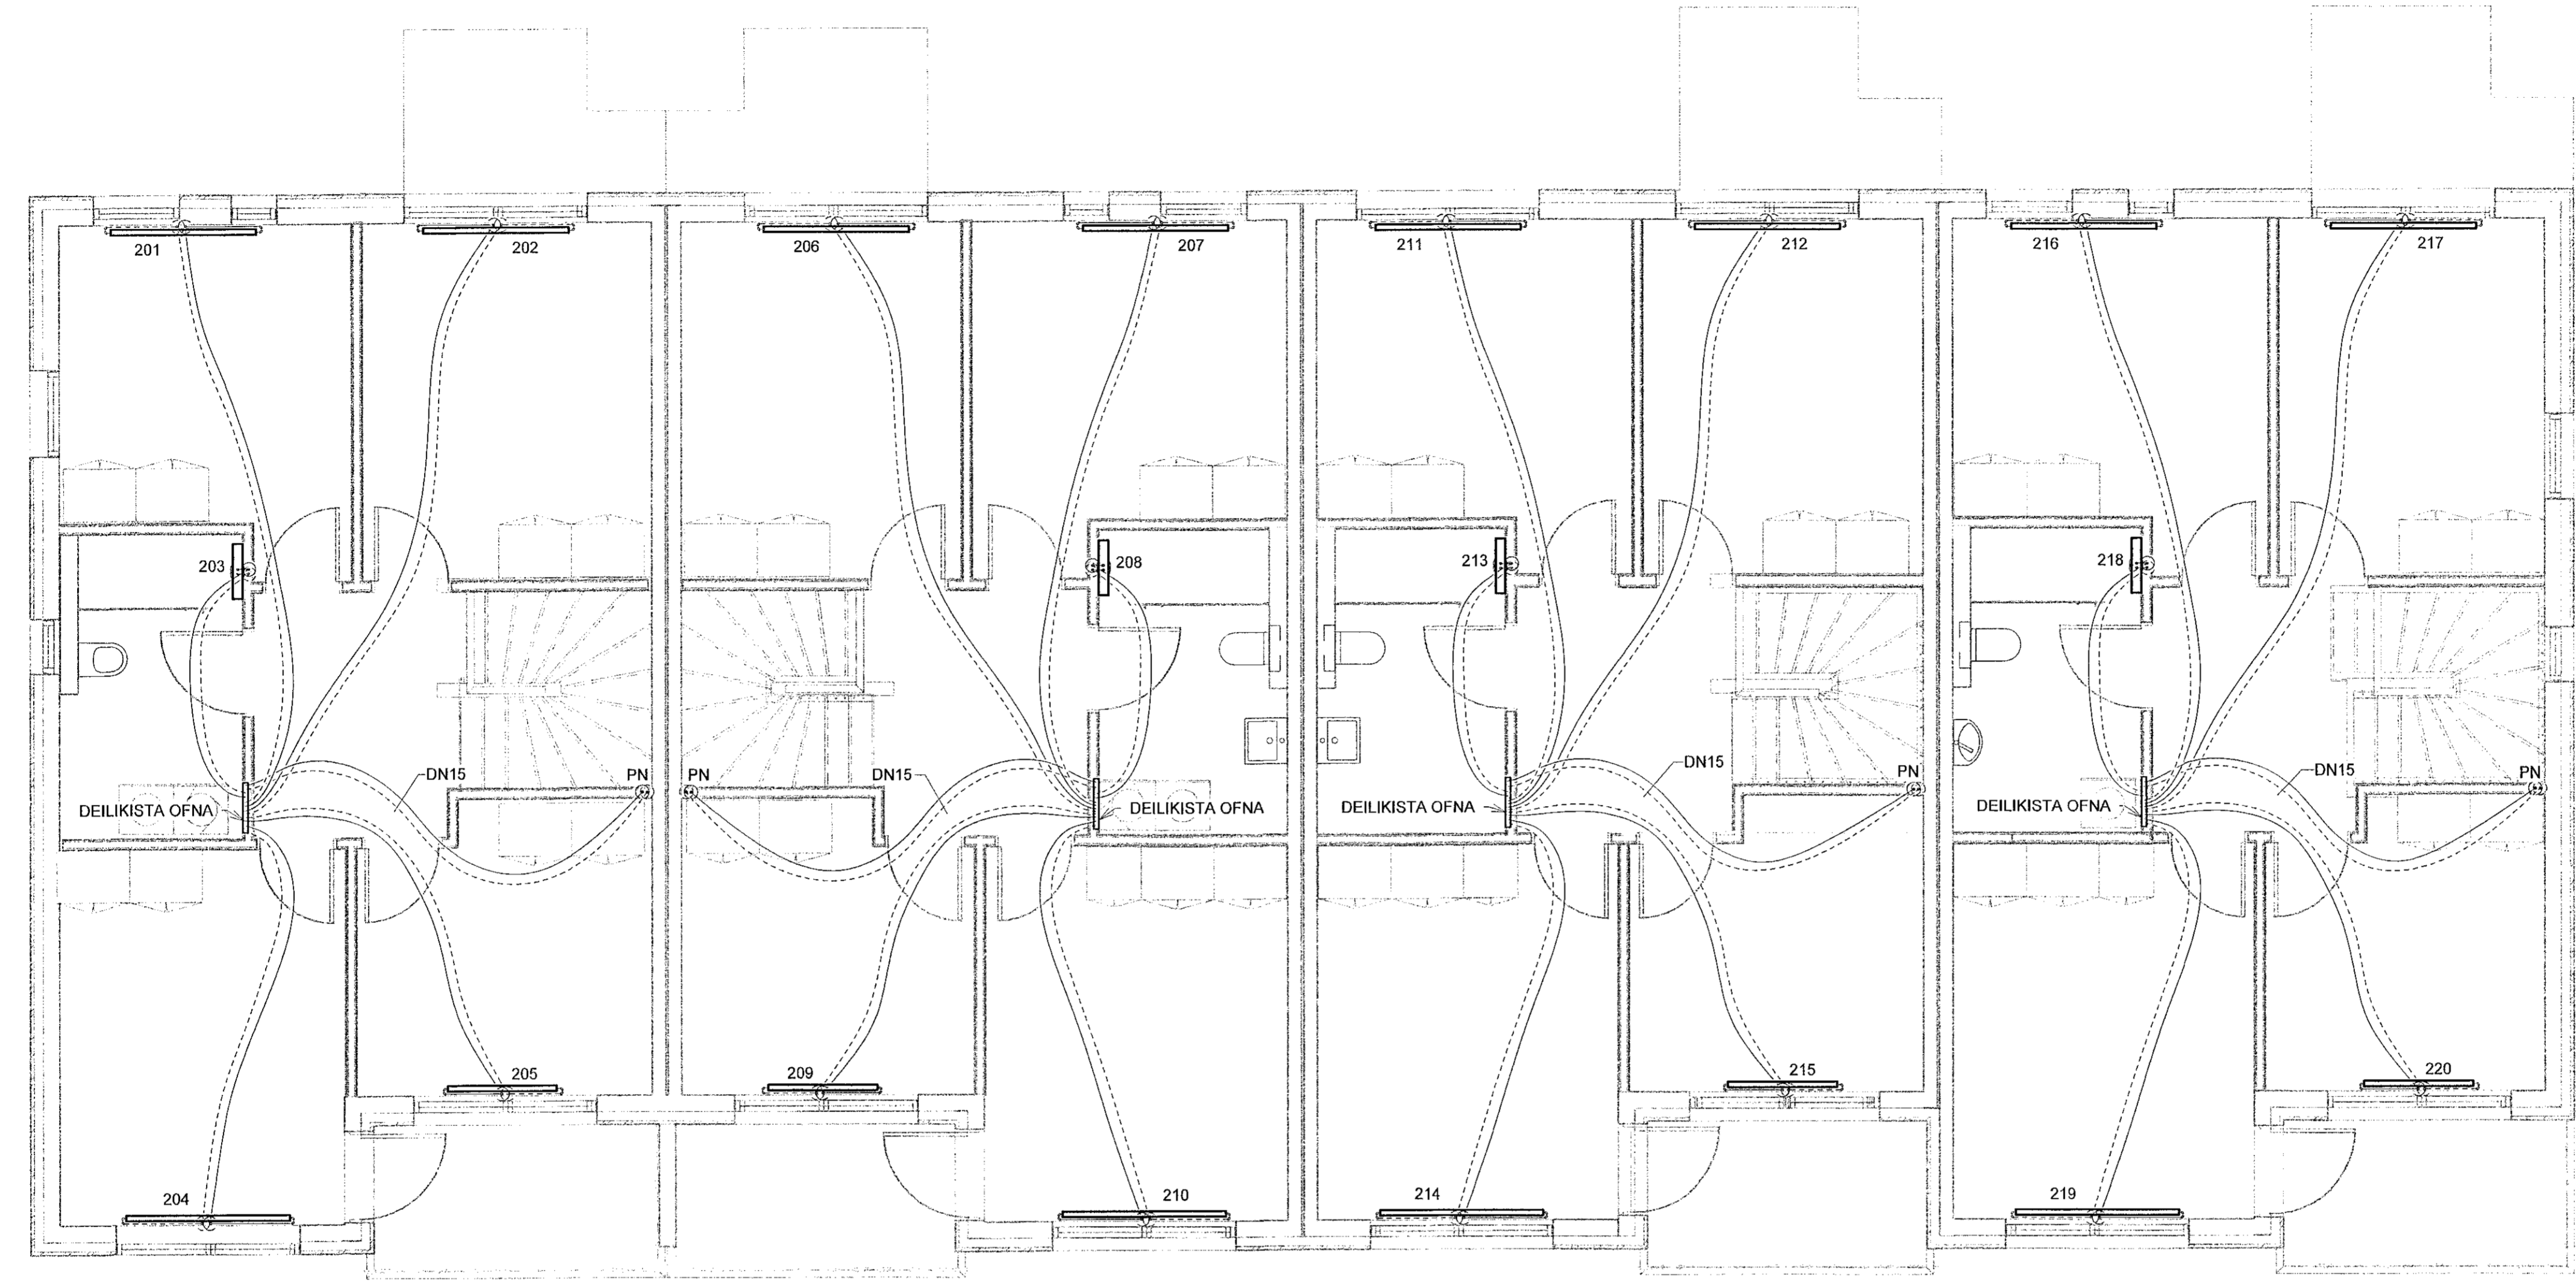 201
202
206
207
211
212
216
217
203
208
213
218
DN15
PN
PN
DN15
DN15
PN
DN15
PN
DEILIKISTA OFNA
DEILIKISTA OFNA
DEILIKISTA OFNA
DEILIKISTA OFNA
205
209
215
220
204
210
214
219